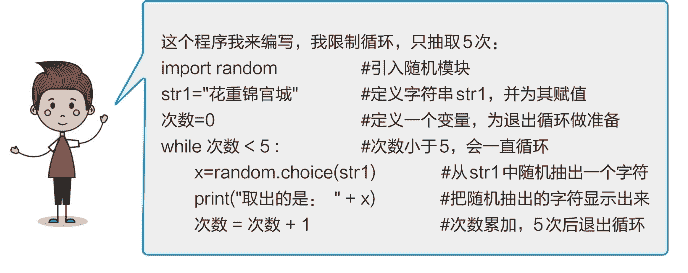 这个程序我来编写，我限制循环，只抽取5次：
import random #引入随机模块
str1="花重锦官城" #定义字符串str1，并为其赋值
次数=0 #定义一个变量，为退出循环做准备
while 次数 < 5 : #次数小于5，会一直循环
x=random.choice(str1) #从str1中随机抽出一个字符
print("取出的是： " + x) #把随机抽出的字符显示出来
次数 = 次数 + 1 #次数累加，5次后退出循环